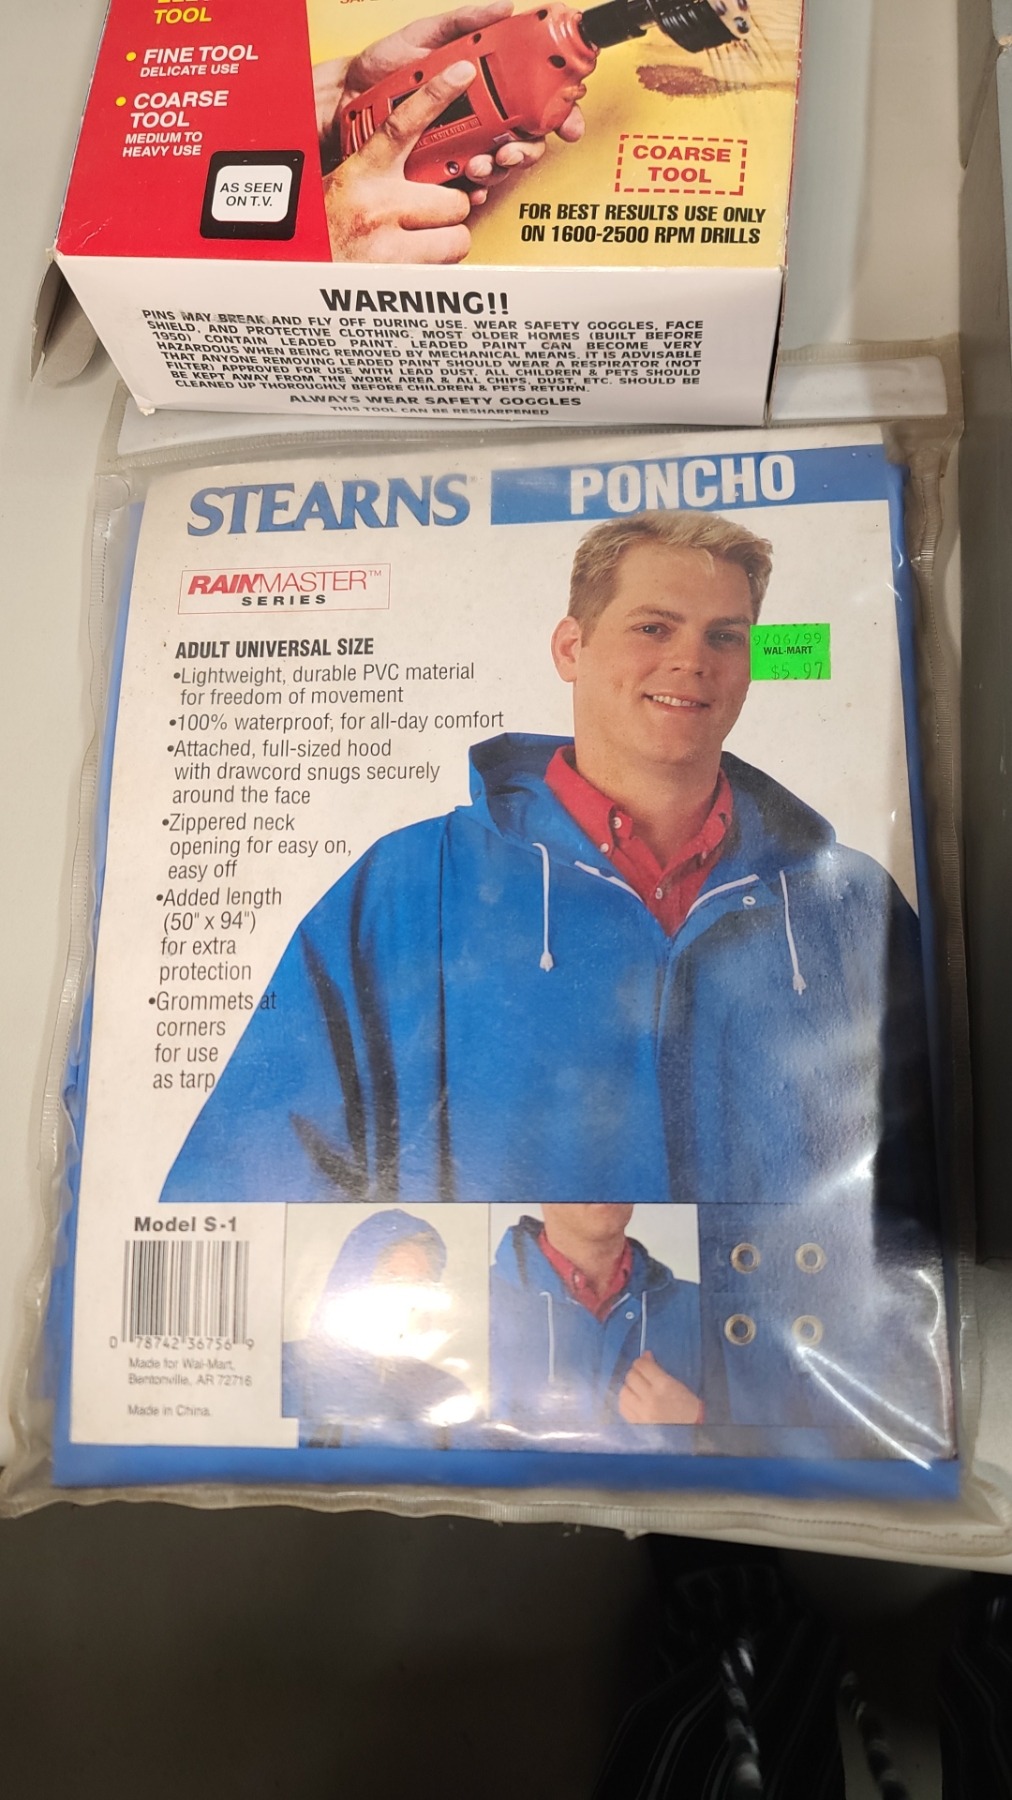 TOOL
• FINE TOOL
DELICATE USE
• COARSE
TOOL
MEDIUM TO
HEAVY USE
AS SEEN
ON T.V.
COARSE
TOOL
FOR BEST RESULTS USE ONLY
ON 1600-2500 RPM DRILLS
WARNING!!
PINS MAY BREAK AND FLY OFF DURING USE. WEAR SAFETY GOGGLES, FACE
SHIELD, AND PROTECTIVE CLOTHING. MOST OLDER HOMES (BUILT BEFORE
1950) CONTAIN LEADED PAINT. LEADED PAINT CAN BECOME VERY
HAZARDOUS WHEN BEING REMOVED BY MECHANICAL MEANS. IT IS ADVISABLE
THAT ANYONE REMOVING LEADED PAINT SHOULD WEAR A RESPIRATOR (NOT
FILTER) APPROVED FOR USE WITH LEAD DUST. ALL CHILDREN & PETS SHOULD
BE KEPT AWAY FROM THE WORK AREA & ALL CHIPS, DUST, ETC. SHOULD BE
CLEANED UP THOROUGHLY BEFORE CHILDREN & PETS RETURN.
ALWAYS WEAR SAFETY GOGGLES
THIS TOOL CAN BE RESHARPENED
STEARNS PONCHO
RAINMASTER™
SERIES
ADULT UNIVERSAL SIZE
•Lightweight, durable PVC material
for freedom of movement
•100% waterproof; for all-day comfort
•Attached, full-sized hood
with drawcord snugs securely
around the face
•Zippered neck
opening for easy on,
easy off
•Added length
(50" x 94")
for extra
protection
•Grommets at
corners
for use
as tarp
9/06/99
WAL-MART
$5.97
Model S-1
0 78742 36756 9
Made for Wal-Mart,
Bentonville, AR 72716
Made in China.